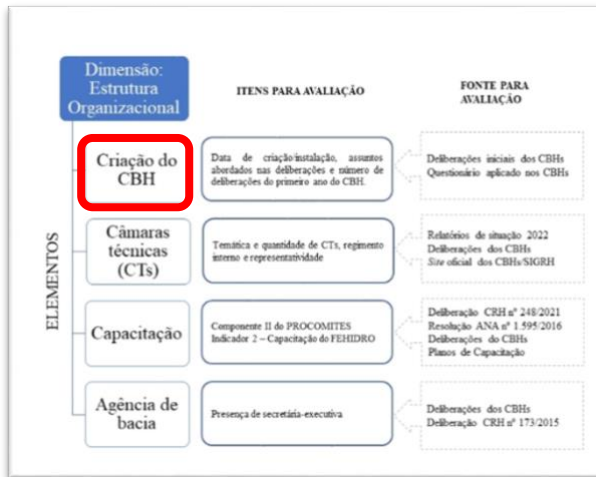 Dimensão:
Estrutura
Organizacional
ITENS PARA AVALIAÇÃO
FONTE PARA
AVALIAÇÃO
ELEMENTOS
Criação do
CBH
Data de criação/instalação, assuntos
abordados nas deliberações e número de
deliberações do primeiro ano do CBH.
Deliberações iniciais dos CBHs
Questionário aplicado nos CBHs
Câmaras
técnicas
(CTs)
Temática e quantidade de CTs, regimento
interno e representatividade
Relatórios de situação 2022
Deliberações dos CBHs
Site oficial dos CBHs/SIGRH
Capacitação
Componente II do PROCOMITES
Indicador 2 – Capacitação do FEHIDRO
Deliberação CRH nº 248/2021
Resolução ANA nº 1.595/2016
Deliberações do CBHs
Planos de Capacitação
Agência de
bacia
Presença de secretária-executiva
Deliberações dos CBHs
Deliberação CRH nº 173/2015